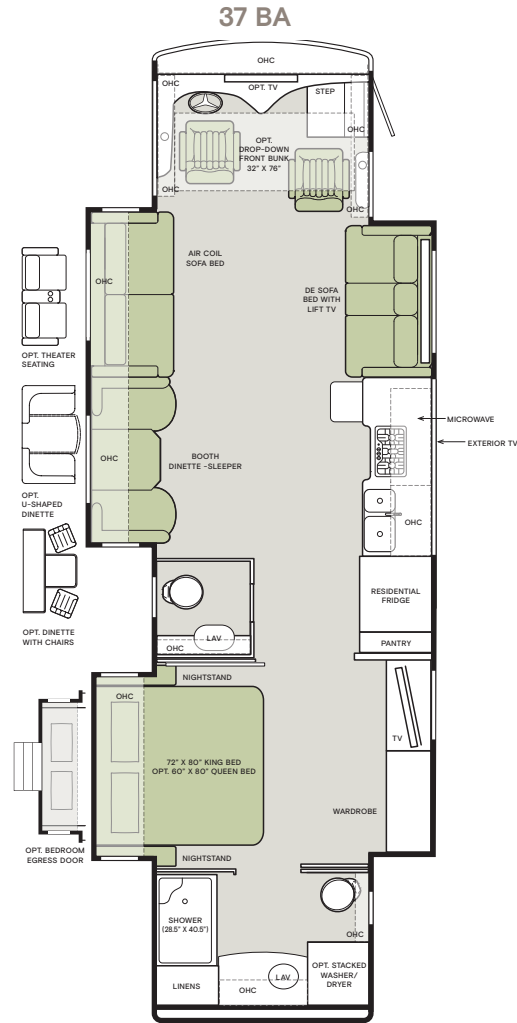 37 BA
OHC
OHC
OPT. TV
STEP
OHC
OPT.
DROP-DOWN
FRONT BUNK
32" X 76"
OHC
OHC
AIR COIL
SOFA BED
OHC
DE SOFA
BED WITH
LIFT TV
OPT. THEATER
SEATING
MICROWAVE
EXTERIOR TV
BOOTH
DINETTE -SLEEPER
OHC
OPT.
U-SHAPED
DINETTE
OHC
RESIDENTIAL
FRIDGE
OPT. DINETTE
WITH CHAIRS
LAV
OHC
PANTRY
NIGHTSTAND
OHC
TV
72" X 80" KING BED
OPT. 60" X 80" QUEEN BED
WARDROBE
OPT. BEDROOM
EGRESS DOOR
NIGHTSTAND
SHOWER
(28.5" X 40.5")
OHC
LINENS
OHC
LAV
OPT. STACKED
WASHER/
DRYER